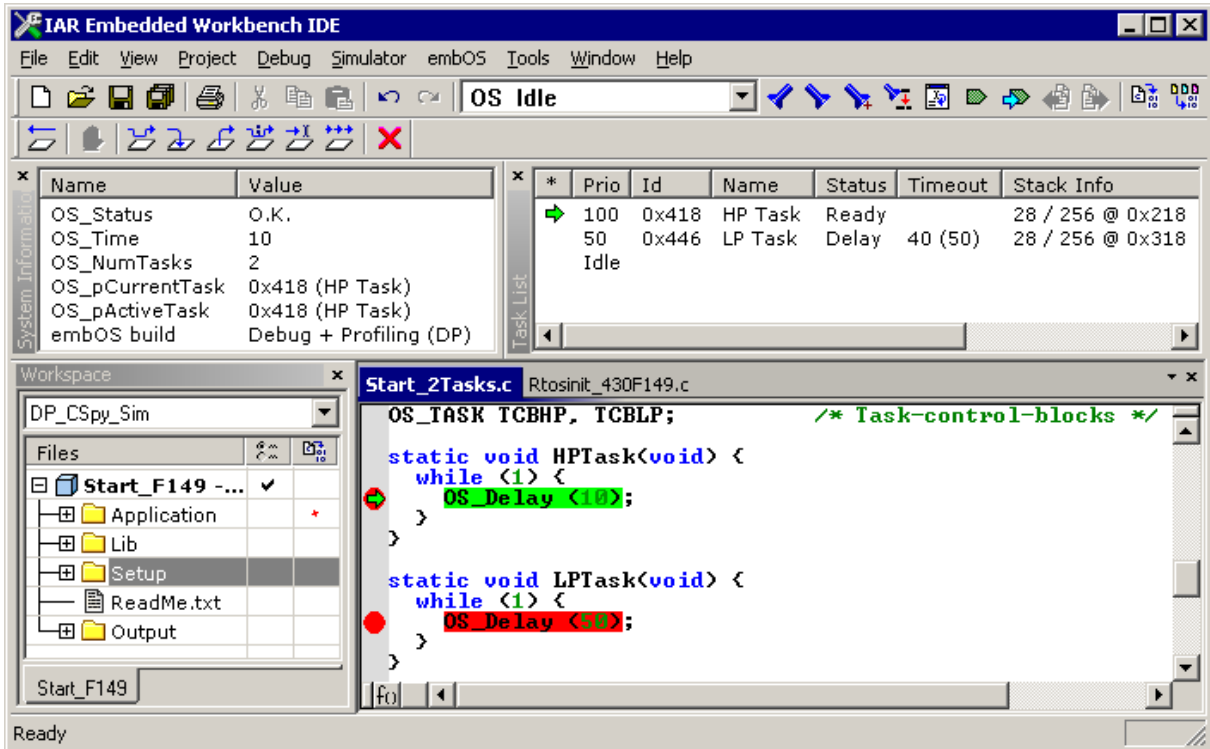 IAR Embedded Workbench IDE
File Edit View Project Debug Simulator embOS Tools Window Help
OS Idle
Name Value
OS_Status O.K.
OS_Time 10
OS_NumTasks 2
OS_pCurrentTask 0x418 (HP Task)
OS_pActiveTask 0x418 (HP Task)
embOS build Debug + Profiling (DP)
System Informatio
* Prio Id Name Status Timeout Stack Info
100 0x418 HP Task Ready 28 / 256 @ 0x218
50 0x446 LP Task Delay 40 (50) 28 / 256 @ 0x318
Idle
Task List
Workspace
DP_CSpy_Sim
Files
Start_F149 -...
Application
Lib
Setup
ReadMe.txt
Output
Start_F149
Start_2Tasks.c Rtosinit_430F149.c
OS_TASK TCBHP, TCBLP; /* Task-control-blocks */
static void HPTask(void) {
while (1) {
OS_Delay (10);
}
}
static void LPTask(void) {
while (1) {
OS_Delay (50);
}
}
f()
Ready